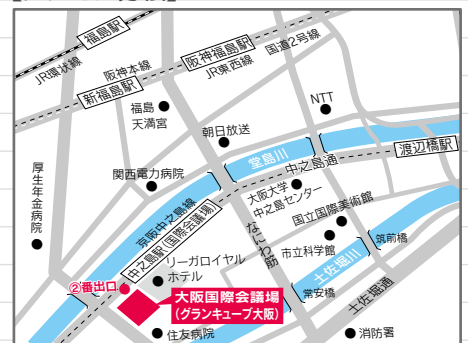 福島駅
JR環状線
阪神本線
阪神福島駅
国道2号線
JR東西線
新福島駅
福島
天満宮
NTT
朝日放送
堂島川
中之島通
渡辺橋駅
関西電力病院
厚生年金病院
大阪大学
中之島センター
国立国際美術館
京阪中之島線
中之島駅(国際会議場)
なにわ筋
市立科学館
筑前橋
土佐堀川
リーガロイヤル
ホテル
②番出口
大阪国際会議場
(グランキューブ大阪)
常安橋
土佐堀通
住友病院
消防署